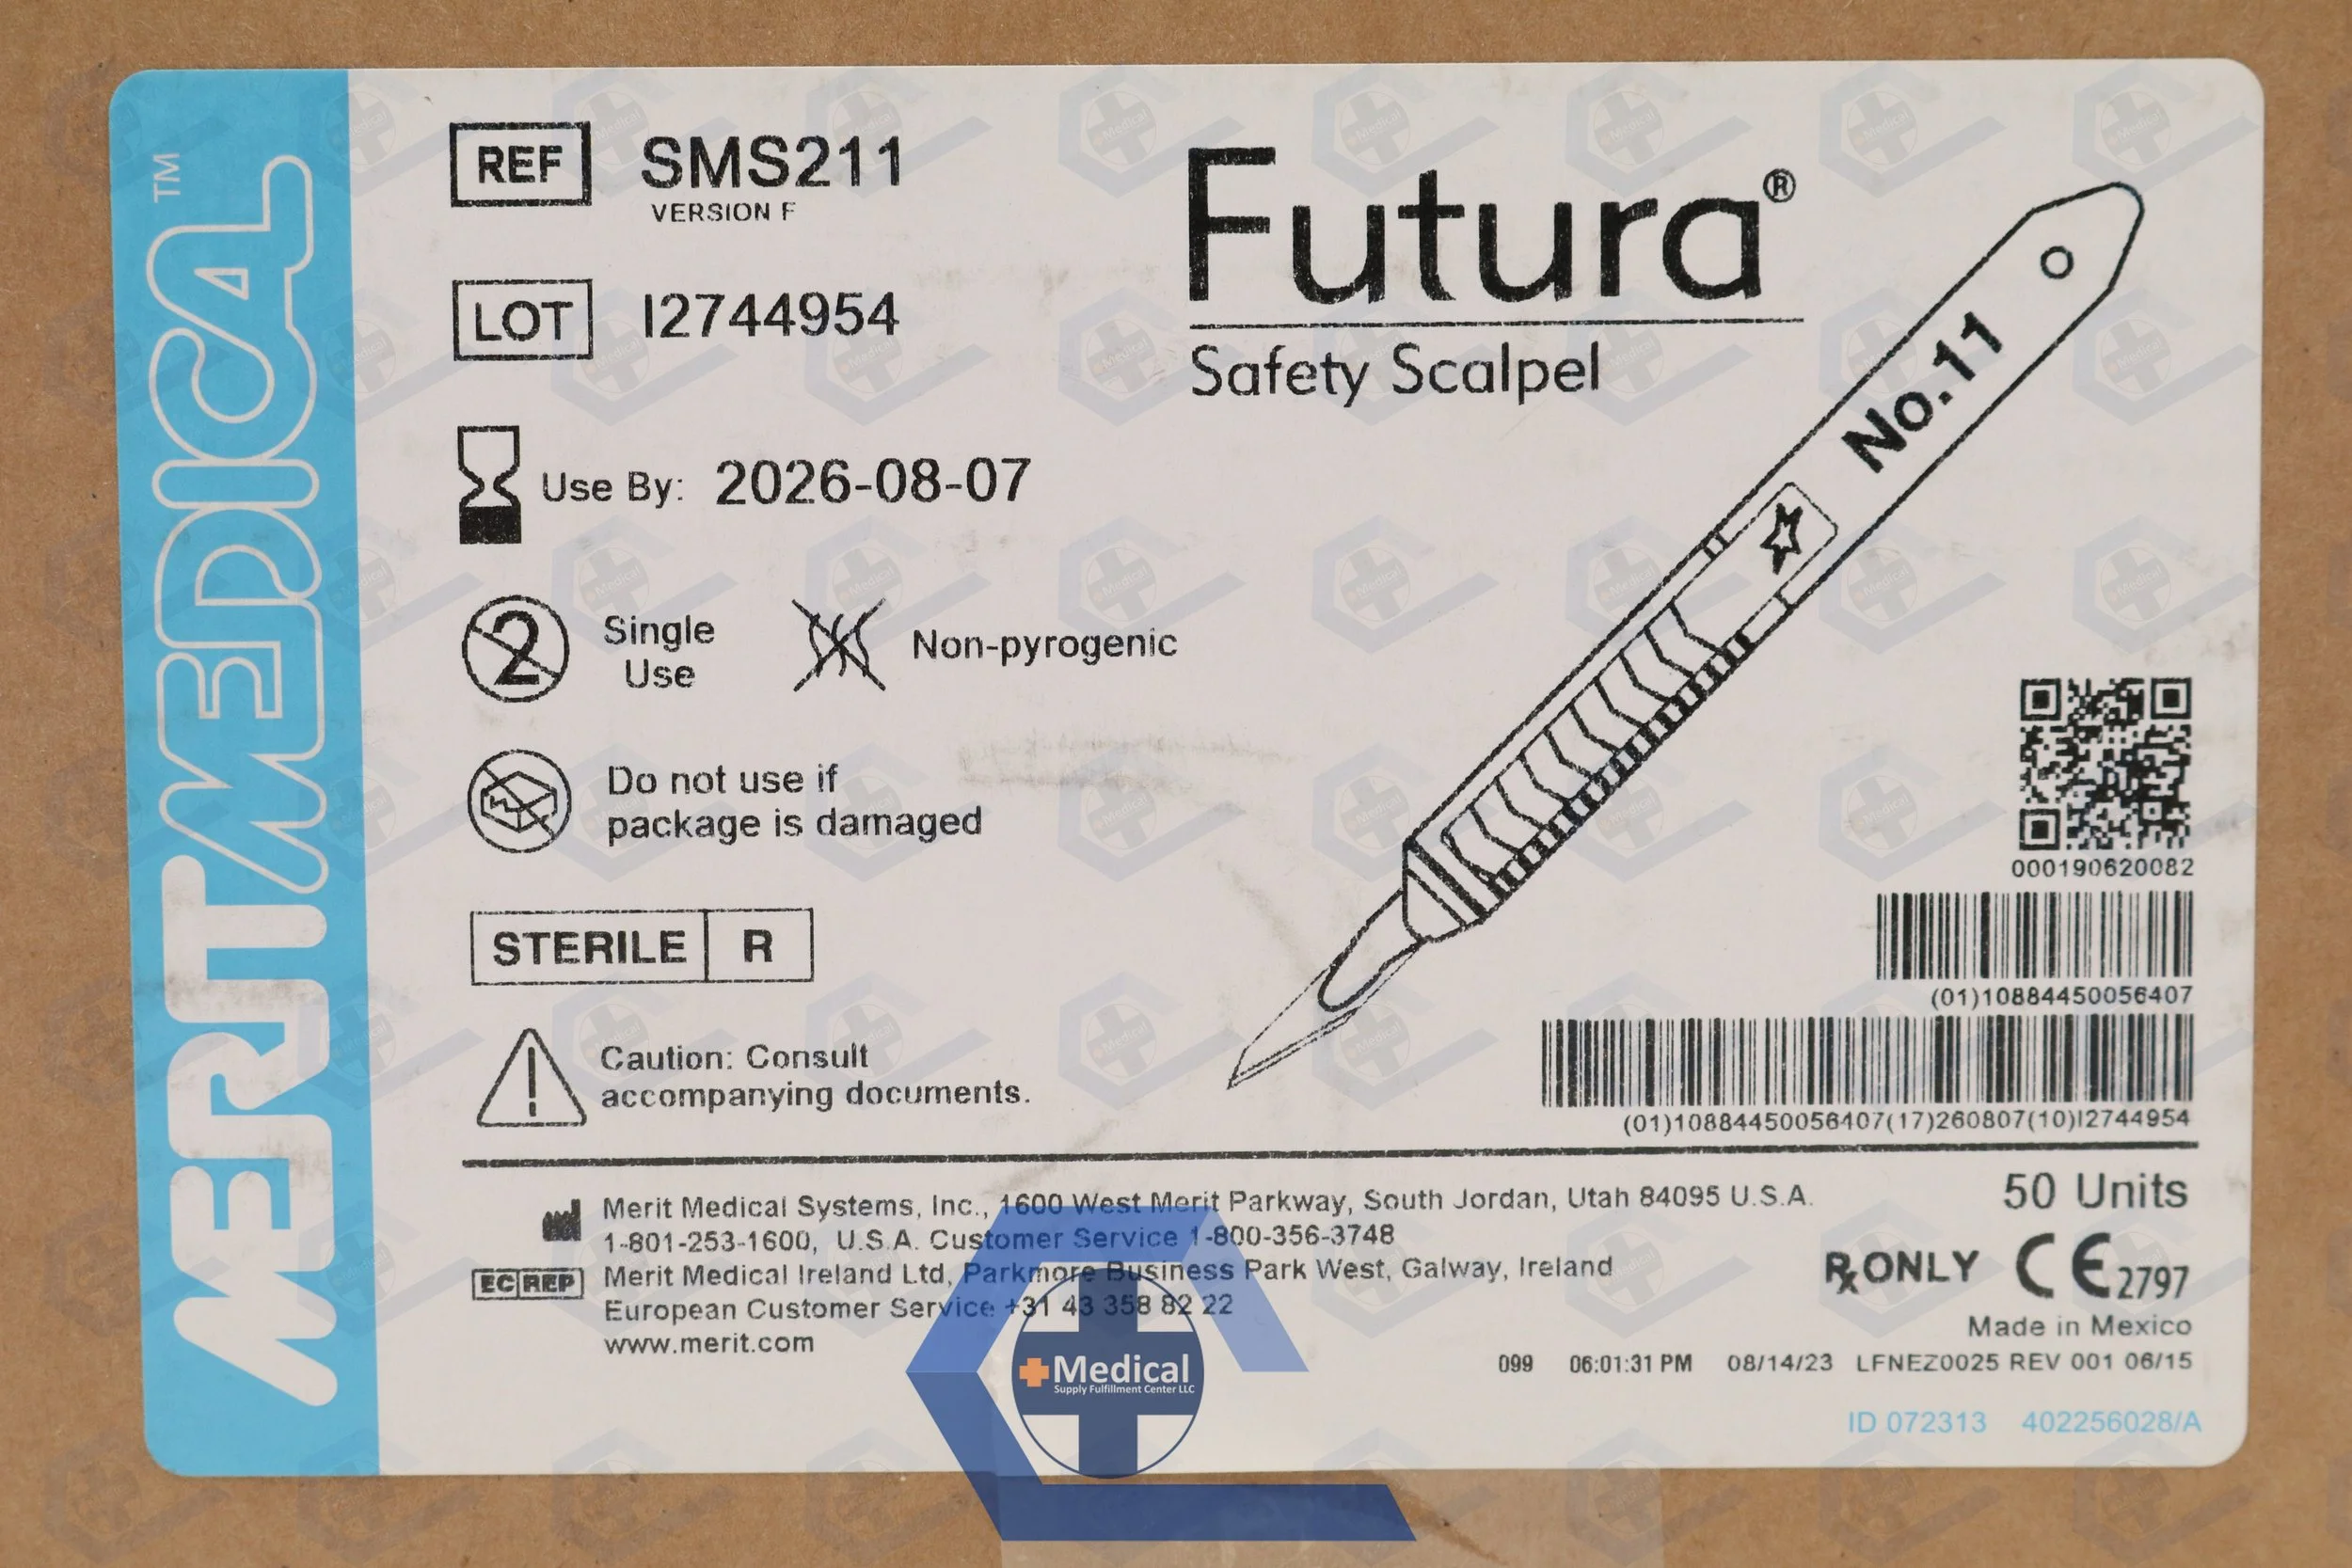 MERITMEDICAL™
REF SMS211
VERSION F
LOT I2744954
Use By: 2026-08-07
2 Single
Use
Non-pyrogenic
Do not use if
package is damaged
STERILE R
Caution: Consult
accompanying documents.
Futura®
Safety Scalpel
No.11
000190620082
(01)10884450056407
(01)10884450056407(17)260807(10)I2744954
Merit Medical Systems, Inc., 1600 West Merit Parkway, South Jordan, Utah 84095 U.S.A.
1-801-253-1600, U.S.A. Customer Service 1-800-356-3748
EC REP Merit Medical Ireland Ltd, Parkmore Business Park West, Galway, Ireland
European Customer Service +31 43 358 82 22
www.merit.com
50 Units
Rx ONLY CE 2797
Made in Mexico
099 06:01:31 PM 08/14/23 LFNEZ0025 REV 001 06/15
ID 072313 402256028/A
Medical
Supply Fulfillment Center LLC